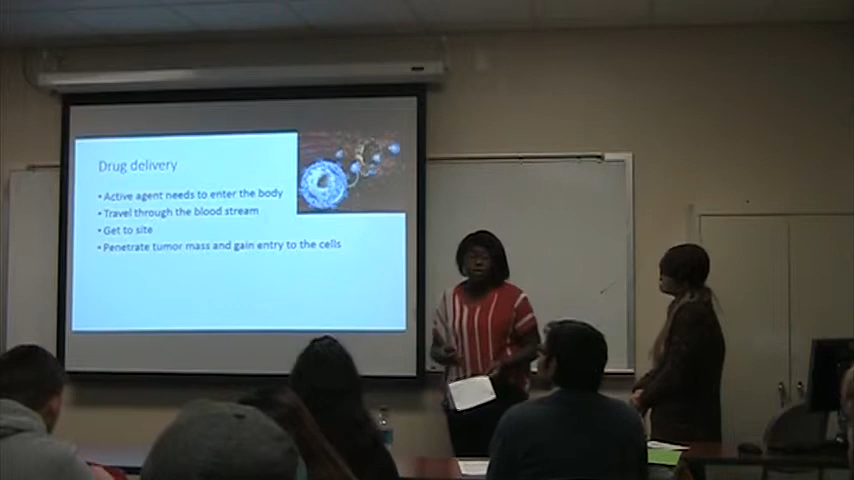 Drug delivery
• Active agent needs to enter the body
• Travel through the blood stream
• Get to site
• Penetrate tumor mass and gain entry to the cells